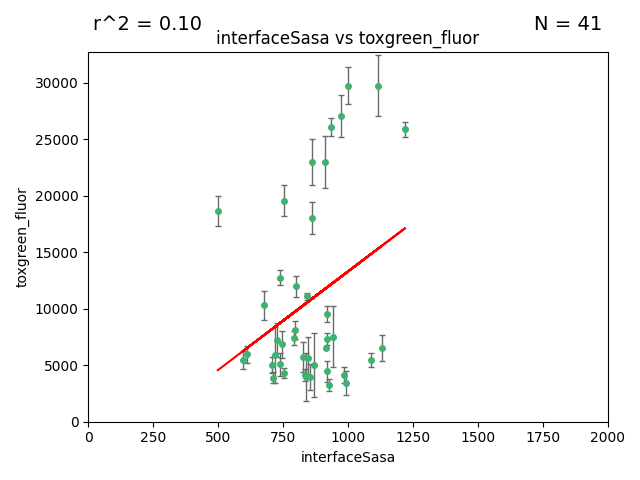 r^2 = 0.10
N = 41
interfaceSasa vs toxgreen_fluor
30000
25000
20000
15000
10000
5000
0
toxgreen_fluor
0 250 500 750 1000 1250 1500 1750 2000
interfaceSasa